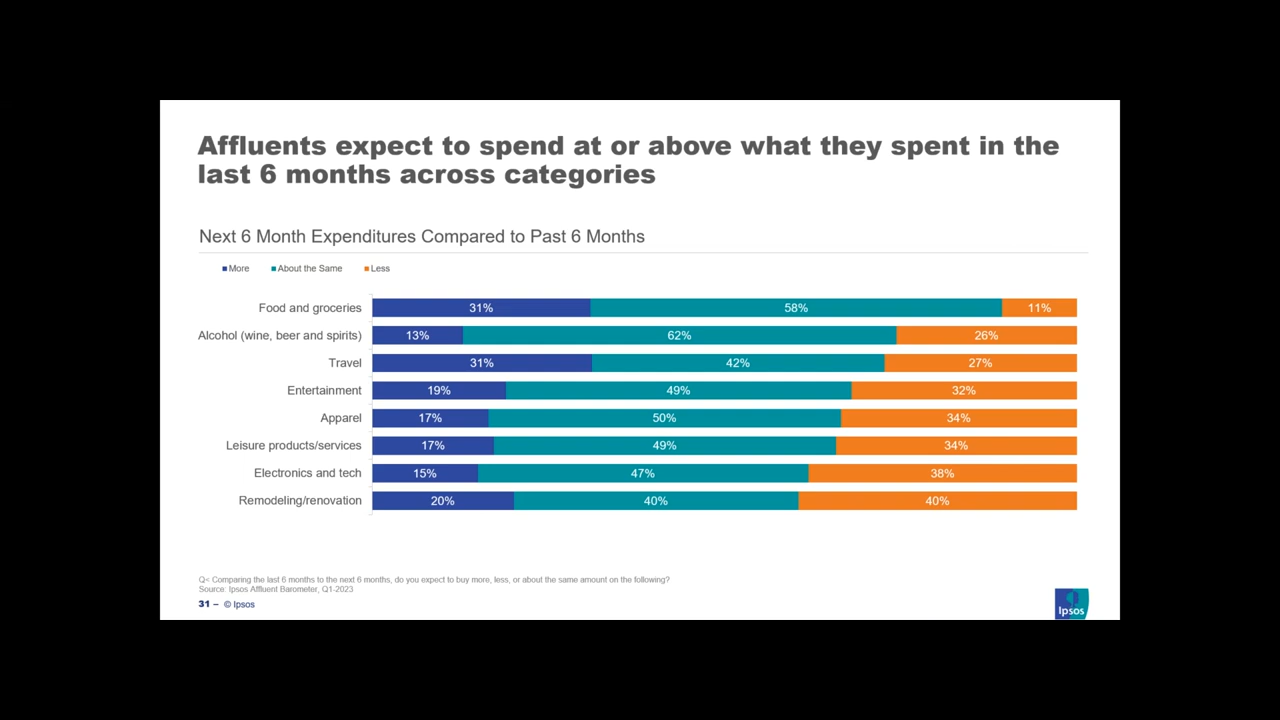 Affluents expect to spend at or above what they spent in the
last 6 months across categories
Next 6 Month Expenditures Compared to Past 6 Months
More About the Same Less
Food and groceries 31% 58% 11%
Alcohol (wine, beer and spirits) 13% 62% 26%
Travel 31% 42% 27%
Entertainment 19% 49% 32%
Apparel 17% 50% 34%
Leisure products/services 17% 49% 34%
Electronics and tech 15% 47% 38%
Remodeling/renovation 20% 40% 40%
Q< Comparing the last 6 months to the next 6 months, do you expect to buy more, less, or about the same amount on the following?
Source: Ipsos Affluent Barometer, Q1-2023
31 – © Ipsos
Ipsos